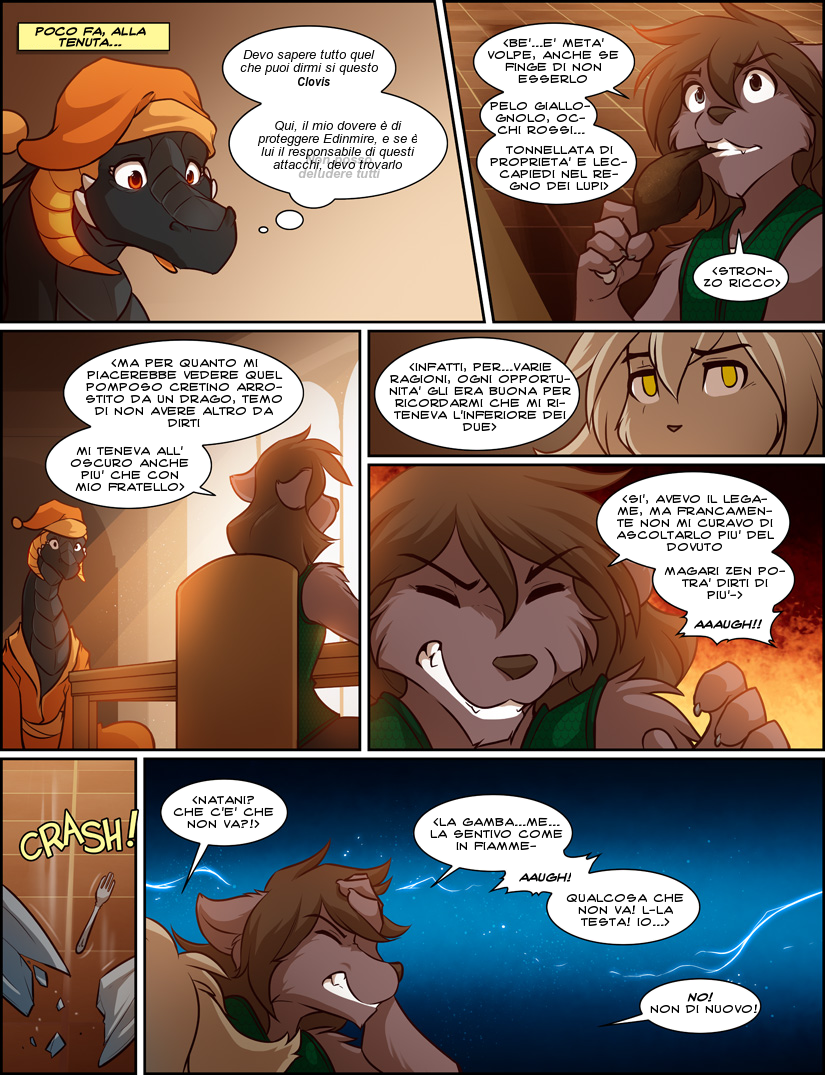 POCO FA, ALLA
TENUTA...
Devo sapere tutto quel
che puoi dirmi si questo
Clovis
Qui, il mio dovere è di
proteggere Edinmire, e se è
lui il responsabile di questi
attacchi, devo trovarlo
Non posso
deludere tutti
<BE'...E' META'
VOLPE, ANCHE SE
FINGE DI NON
ESSERLO
PELO GIALLO-
GNOLO, OC-
CHI ROSSI...
TONNELLATA DI
PROPRIETA' E LEC-
CAPIEDI NEL RE-
GNO DEI LUPI>
<STRON-
ZO RICCO>
<MA PER QUANTO MI
PIACEREBBE VEDERE QUEL
POMPOSO CRETINO ARRO-
STITO DA UN DRAGO, TEMO
DI NON AVERE ALTRO DA
DIRTI
MI TENEVA ALL'
OSCURO ANCHE
PIU' CHE CON
MIO FRATELLO>
<INFATTI, PER...VARIE
RAGIONI, OGNI OPPORTU-
NITA' GLI ERA BUONA PER
RICORDARMI CHE MI RI-
TENEVA L'INFERIORE DEI
DUE>
<SI', AVEVO IL LEGA-
ME, MA FRANCAMEN-
TE NON MI CURAVO DI
ASCOLTARLO PIU' DEL
DOVUTO
MAGARI ZEN PO-
TRA' DIRTI DI
PIU'->
AAAUGH!!
CRASH!
<NATANI?
CHE C'E' CHE
NON VA?!>
<LA GAMBA...ME...
LA SENTIVO COME
IN FIAMME-
AAUGH!
QUALCOSA CHE
NON VA! L-LA
TESTA! IO...>
NO!
NON DI NUOVO!